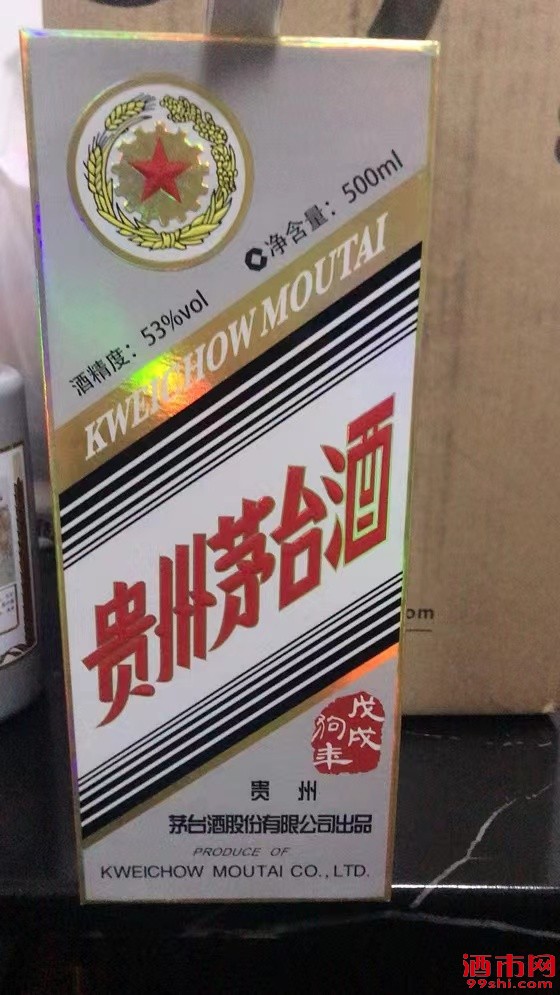 净含量：500ml
酒精度：53%vol
KWEICHOW MOUTAI
贵州茅台酒
戊戌
狗年
贵 州
茅台酒股份有限公司出品
PRODUCE OF
KWEICHOW MOUTAI CO., LTD.
om
酒市网
99shi.com